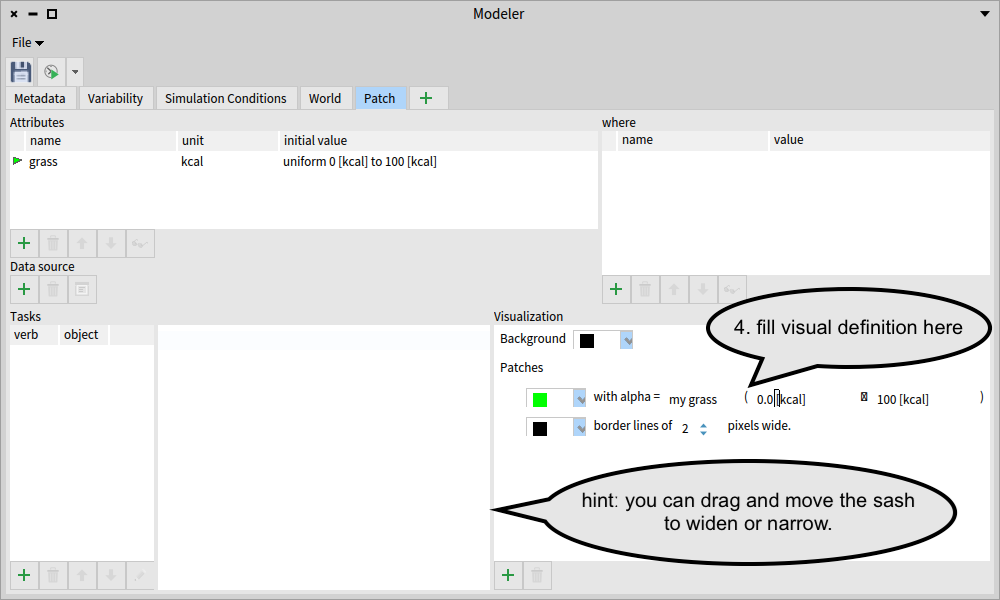 Modeler
File
Metadata Variability Simulation Conditions World Patch
Attributes
name unit initial value
grass kcal uniform 0 [kcal] to 100 [kcal]
where
name value
Data source
Tasks
verb object
Visualization
Background
4. fill visual definition here
Patches
with alpha = my grass ( 0.0 [kcal] 100 [kcal] )
border lines of 2 pixels wide.
hint: you can drag and move the sash
to widen or narrow.